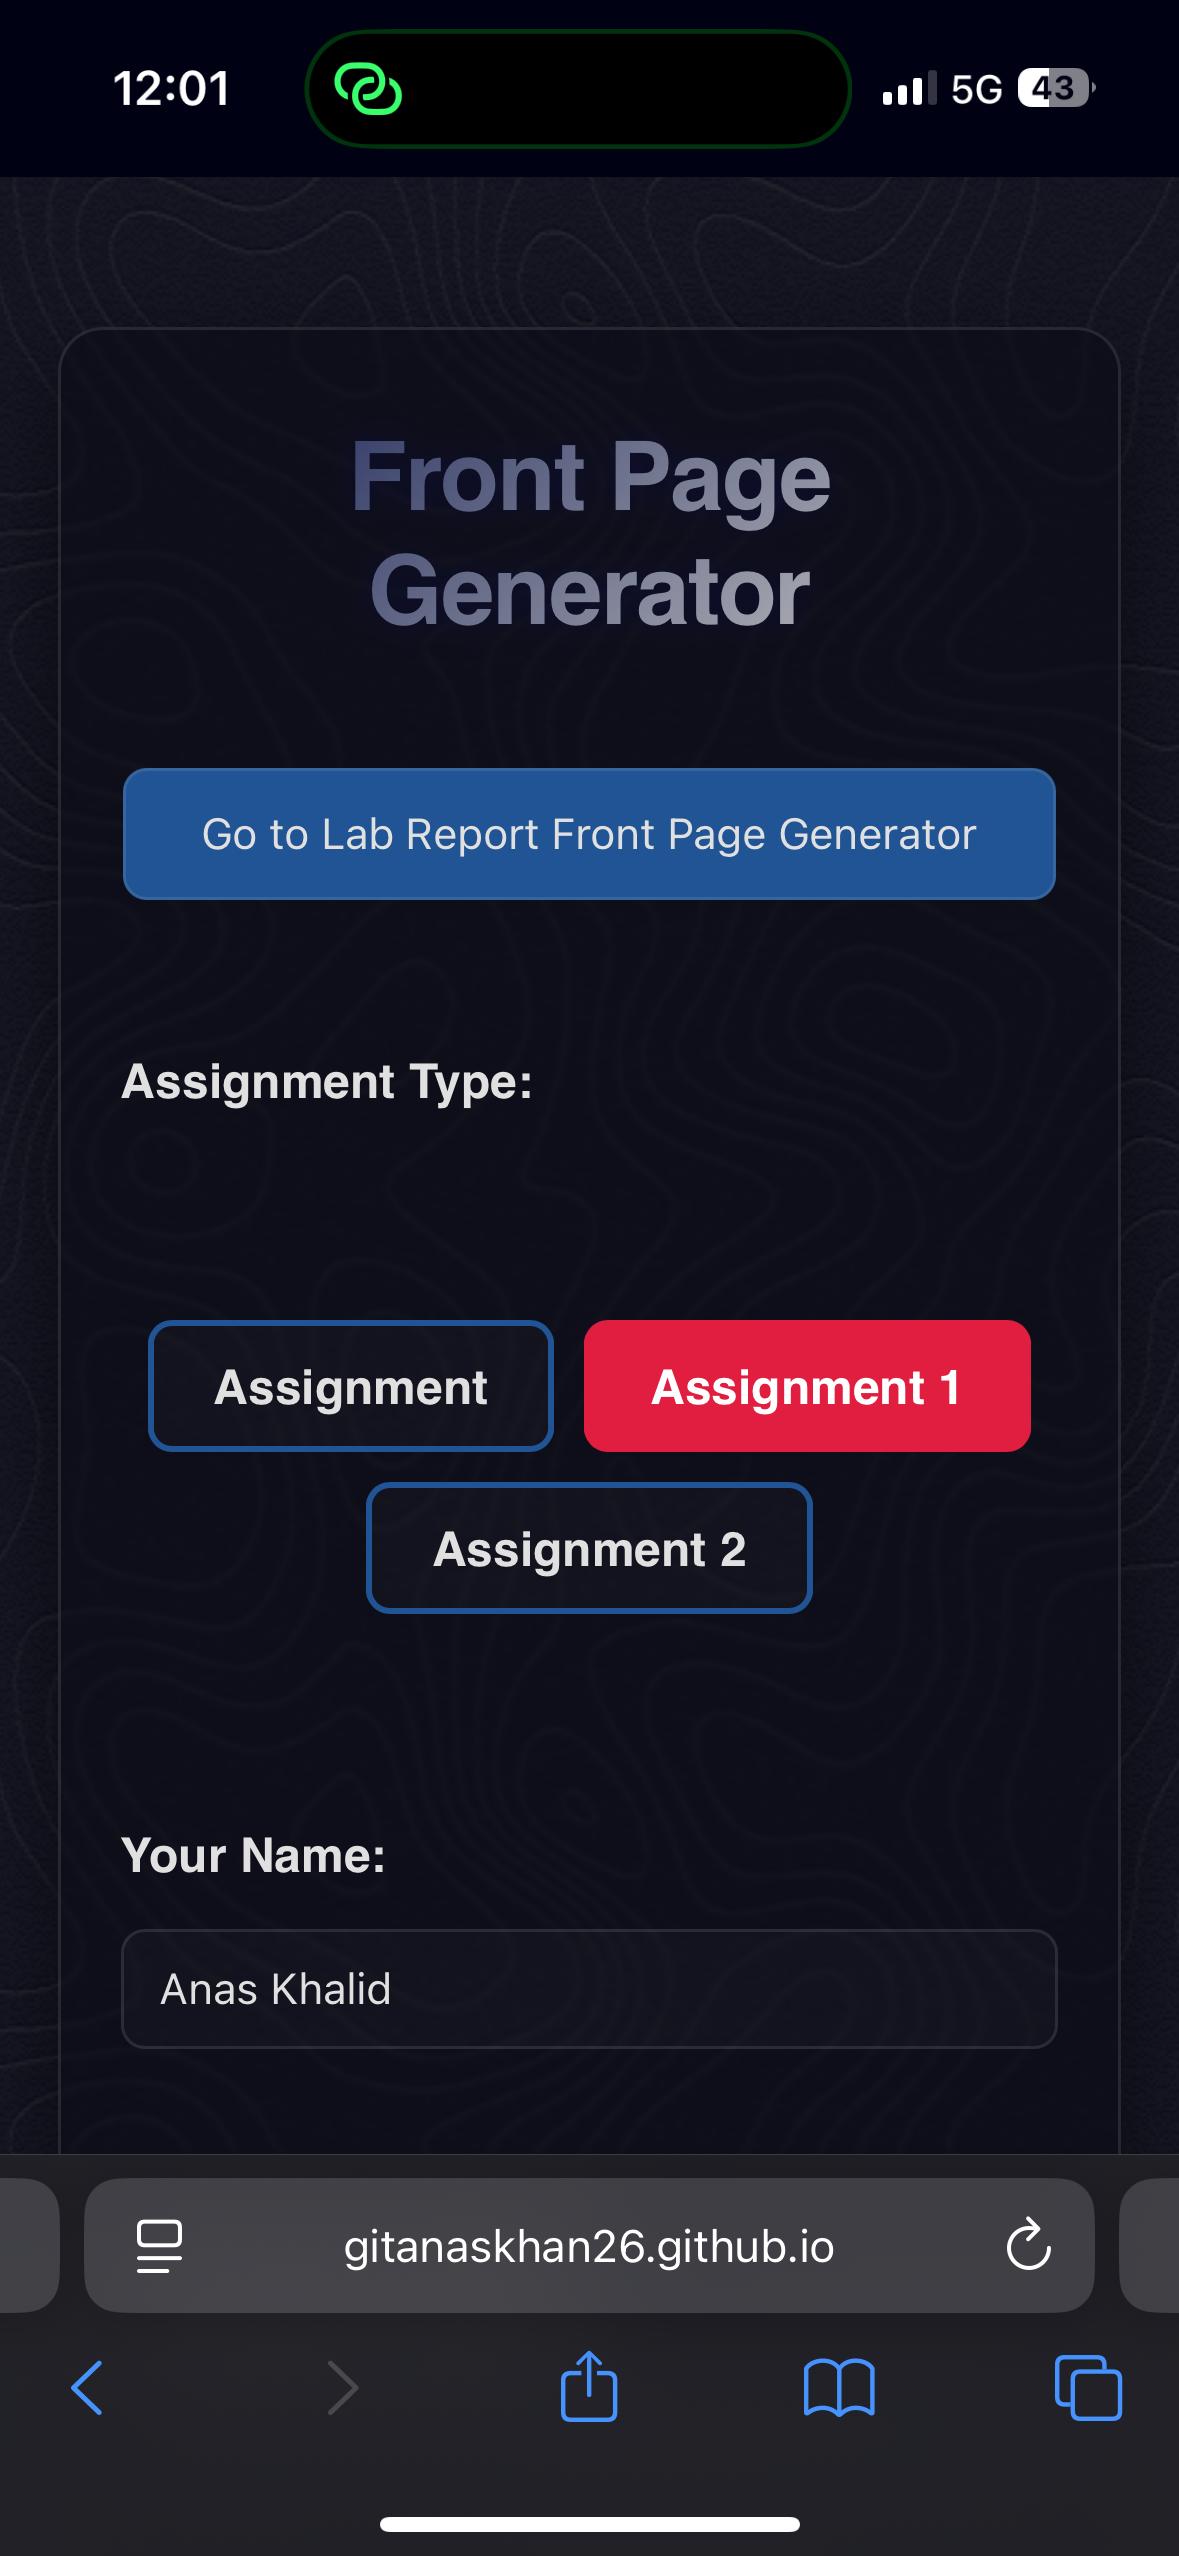 12:01
5G
43
Front Page
Generator
Go to Lab Report Front Page Generator
Assignment Type:
Assignment
Assignment 1
Assignment 2
Your Name:
Anas Khalid
gitanaskhan26.github.io